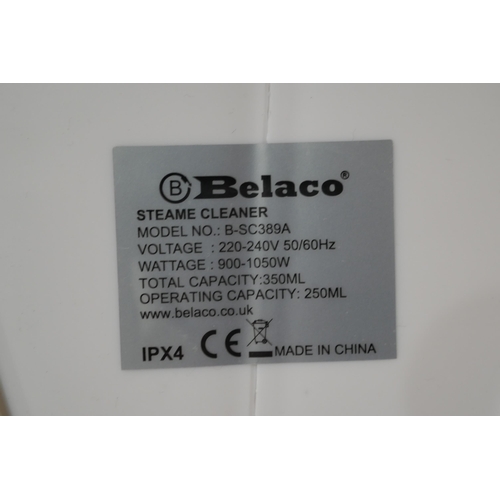 B Belaco®
STEAME CLEANER
MODEL NO.: B-SC389A
VOLTAGE : 220-240V 50/60Hz
WATTAGE : 900-1050W
TOTAL CAPACITY:350ML
OPERATING CAPACITY: 250ML
www.belaco.co.uk
IPX4 CE MADE IN CHINA